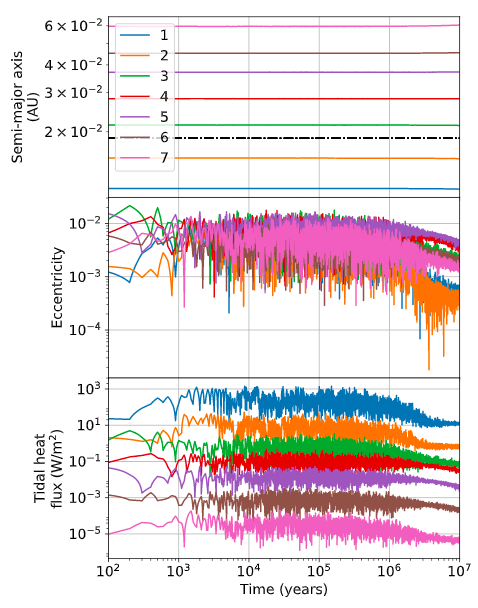 6 × 10⁻²
4 × 10⁻²
3 × 10⁻²
2 × 10⁻²
Semi-major axis
(AU)
1
2
3
4
5
6
7
10⁻²
10⁻³
10⁻⁴
Eccentricity
10³
10¹
10⁻¹
10⁻³
10⁻⁵
Tidal heat
flux (W/m²)
10² 10³ 10⁴ 10⁵ 10⁶ 10⁷
Time (years)